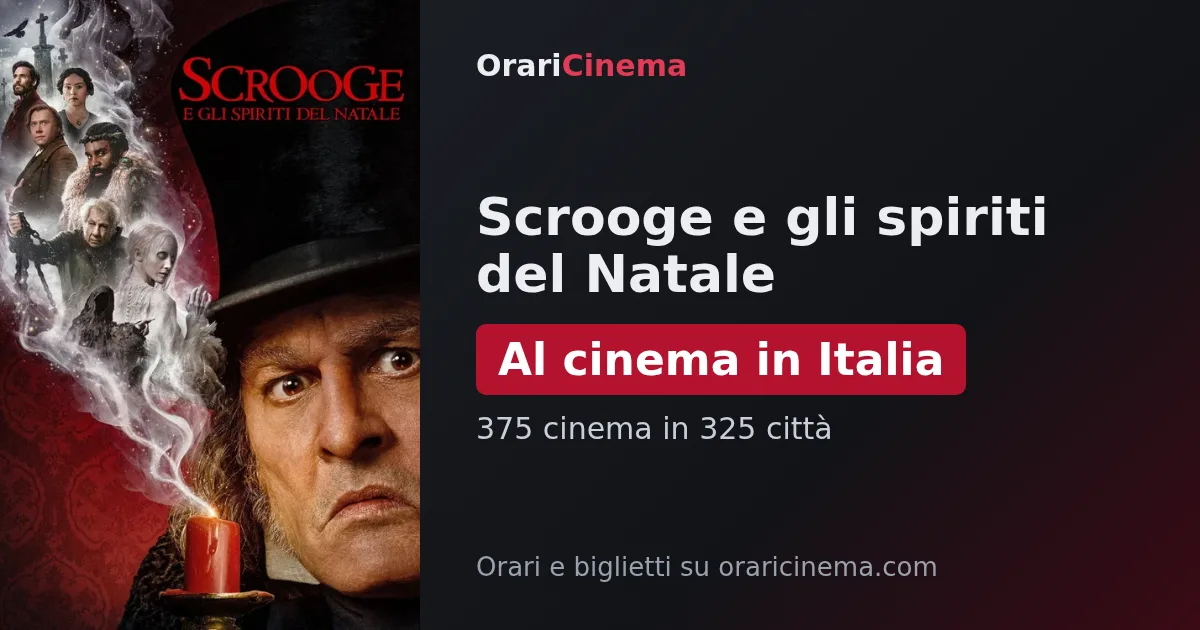 SCROOGE
E GLI SPIRITI DEL NATALE
OrariCinema
Scrooge e gli spiriti
del Natale
Al cinema in Italia
375 cinema in 325 città
Orari e biglietti su oraricinema.com